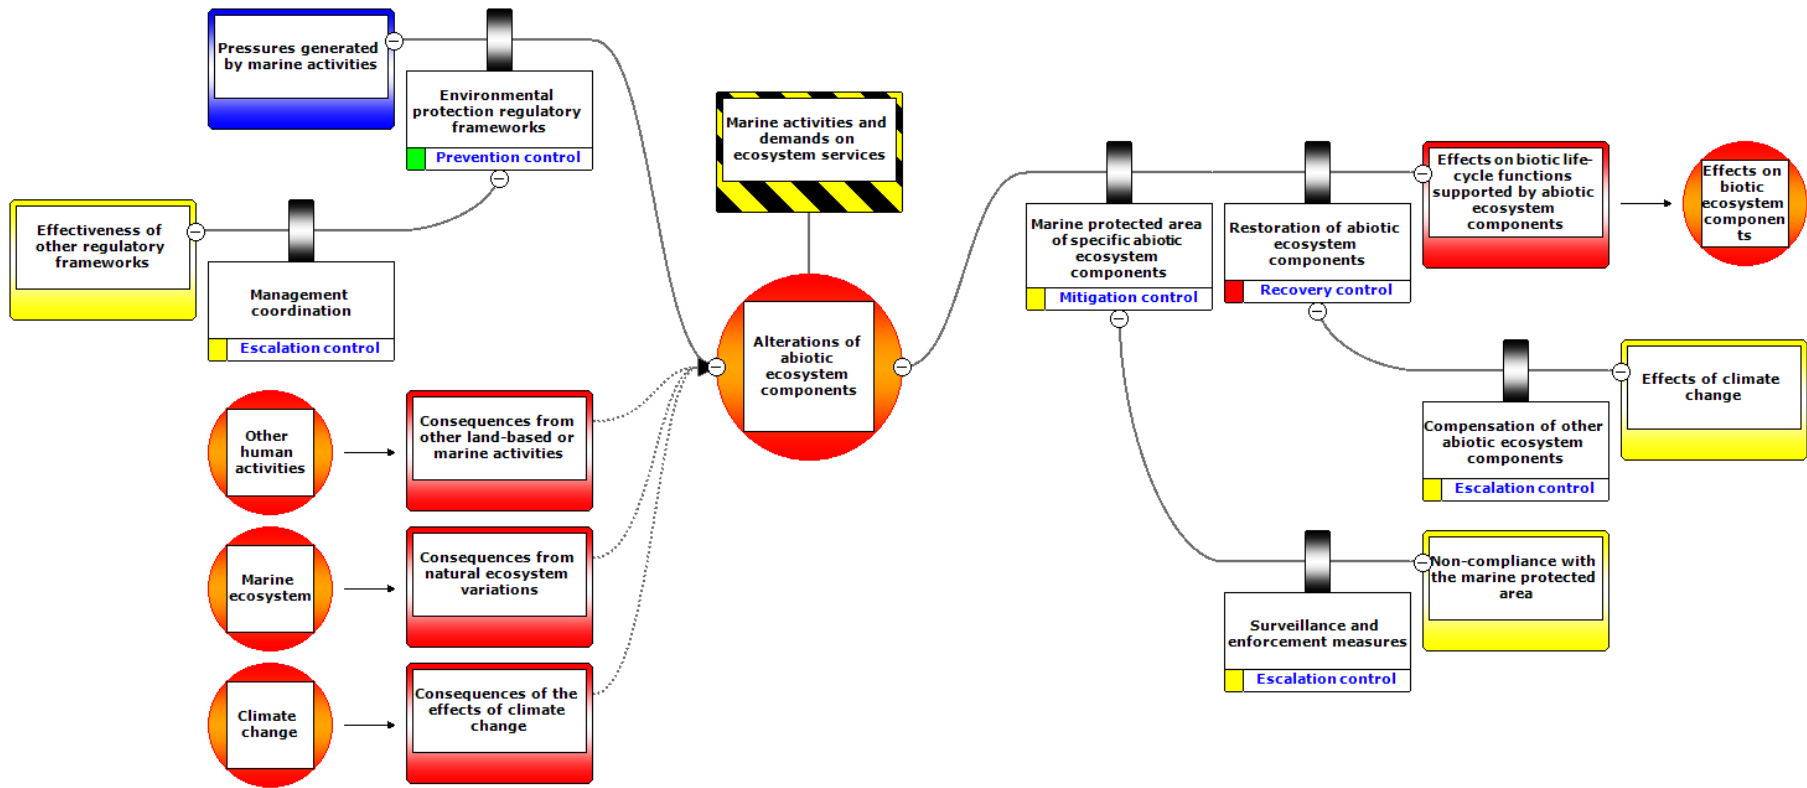 Pressures generated
by marine activities
Environmental
protection regulatory
frameworks
Prevention control
Effectiveness of
other regulatory
frameworks
Management
coordination
Escalation control
Other
human
activities
Consequences from
other land-based or
marine activities
Marine
ecosystem
Consequences from
natural ecosystem
variations
Climate
change
Consequences of the
effects of climate
change
Marine activities and
demands on
ecosystem services
Alterations of
abiotic
ecosystem
components
Marine protected area
of specific abiotic
ecosystem
components
Mitigation control
Restoration of abiotic
ecosystem
components
Recovery control
Effects on biotic life-
cycle functions
supported by abiotic
ecosystem
components
Effects on
biotic
ecosystem
componen
ts
Compensation of other
abiotic ecosystem
components
Escalation control
Effects of climate
change
Surveillance and
enforcement measures
Escalation control
Non-compliance with
the marine protected
area